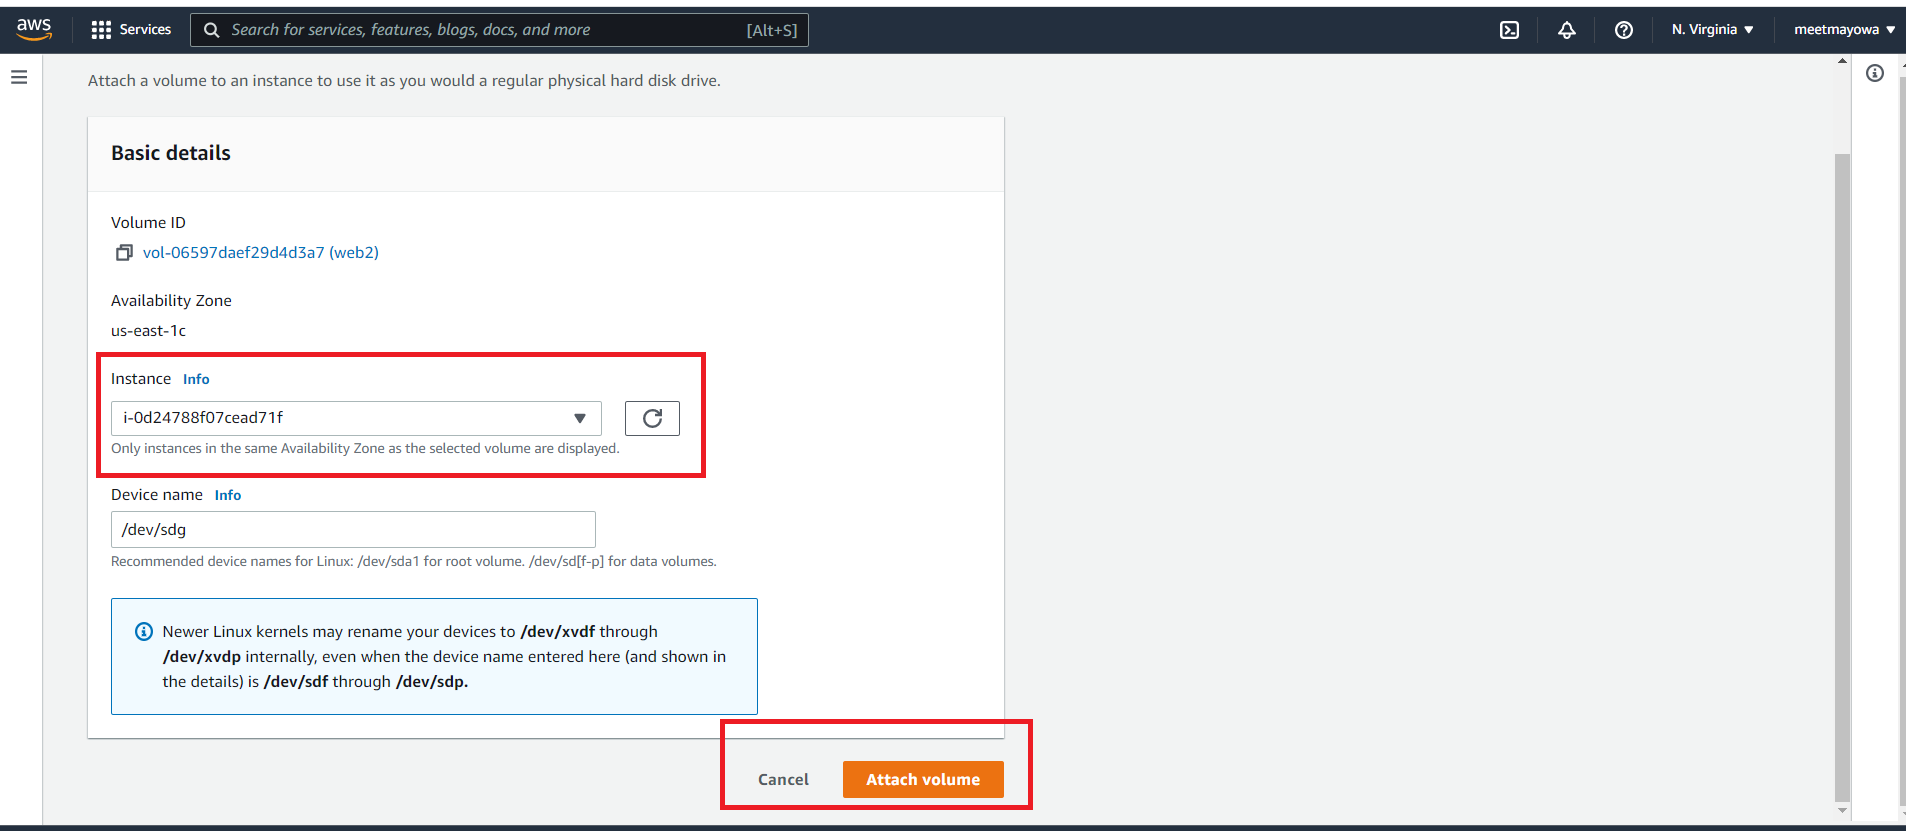 aws Services Search for services, features, blogs, docs, and more [Alt+S] N. Virginia ▼ meetmayowa ▼
Attach a volume to an instance to use it as you would a regular physical hard disk drive.
Basic details
Volume ID
vol-06597daef29d4d3a7 (web2)
Availability Zone
us-east-1c
Instance Info
i-0d24788f07cead71f
Only instances in the same Availability Zone as the selected volume are displayed.
Device name Info
/dev/sdg
Recommended device names for Linux: /dev/sda1 for root volume. /dev/sd[f-p] for data volumes.
Newer Linux kernels may rename your devices to /dev/xvdf through
/dev/xvdp internally, even when the device name entered here (and shown in
the details) is /dev/sdf through /dev/sdp.
Cancel Attach volume